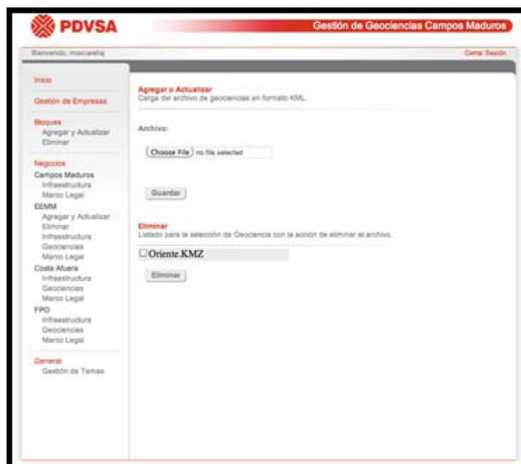 PDVSA
Gestión de Geociencias Campos Maduros
Bienvenido, moscaretej
Cerrar Sesión
Inicio
Gestión de Empresas
Bloques
Agregar y Actualizar
Eliminar
Negocios
Campos Maduros
Infraestructura
Marco Legal
EEMM
Agregar y Actualizar
Eliminar
Infraestructura
Geociencias
Marco Legal
Costa Afuera
Infraestructura
Geociencias
Marco Legal
FPO
Infraestructura
Geociencias
Marco Legal
General
Gestión de Temas
Agregar o Actualizar
Carga del archivo de geociencias en formato KML.
Archivo:
Choose File no file selected
Guardar
Eliminar
Listado para la selección de Geociencia con la acción de eliminar el archivo.
Oriente.KMZ
Eliminar